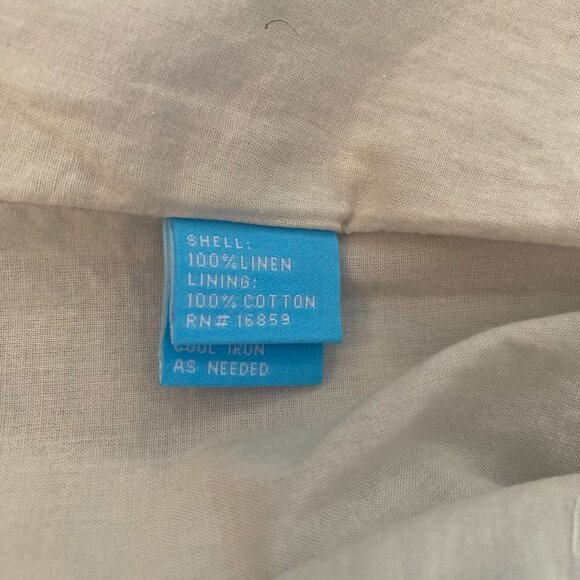 SHELL:
100%LINEN
LINING:
100% COTTON
RN# 16859
COOL IRON
AS NEEDED